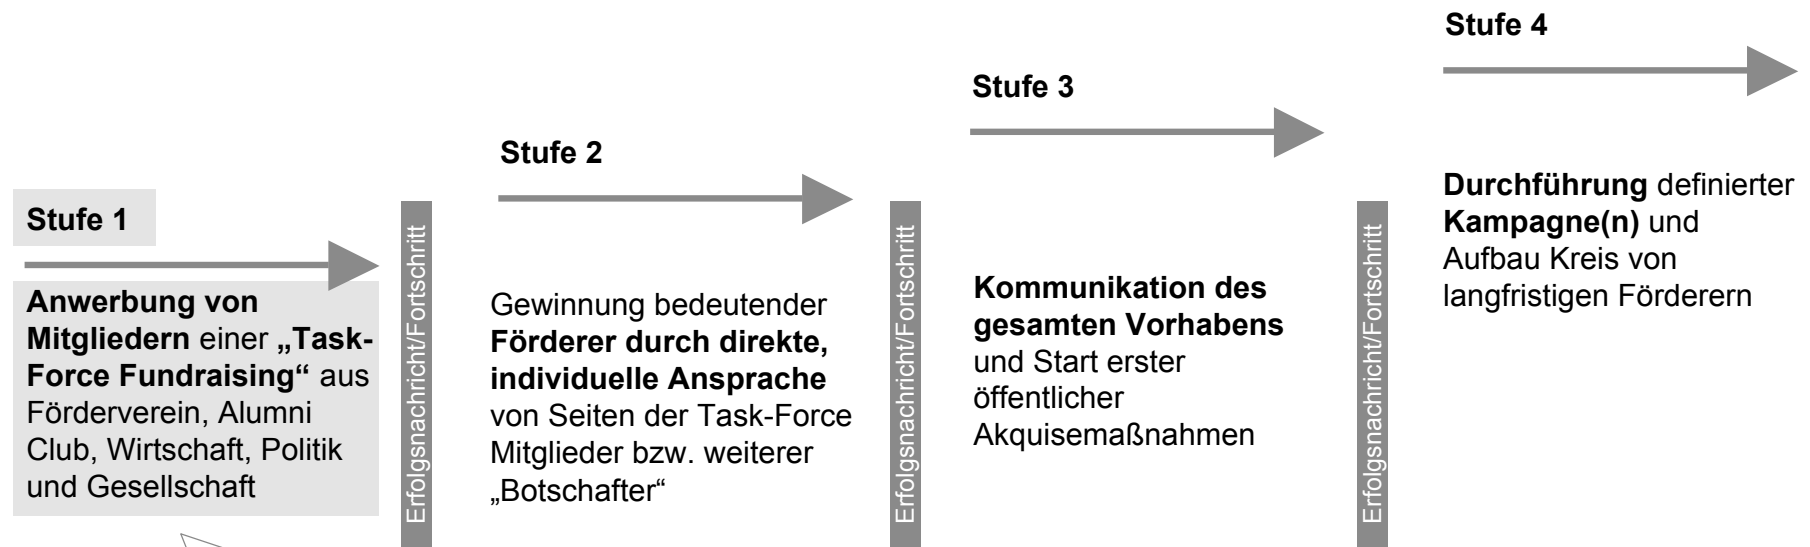 Stufe 1
Anwerbung von
Mitgliedern einer „Task-
Force Fundraising“ aus
Förderverein, Alumni
Club, Wirtschaft, Politik
und Gesellschaft
Erfolgsnachricht/Fortschritt
Stufe 2
Gewinnung bedeutender
Förderer durch direkte,
individuelle Ansprache
von Seiten der Task-Force
Mitglieder bzw. weiterer
„Botschafter“
Erfolgsnachricht/Fortschritt
Stufe 3
Kommunikation des
gesamten Vorhabens
und Start erster
öffentlicher
Akquisemaßnahmen
Erfolgsnachricht/Fortschritt
Stufe 4
Durchführung definierter
Kampagne(n) und
Aufbau Kreis von
langfristigen Förderern